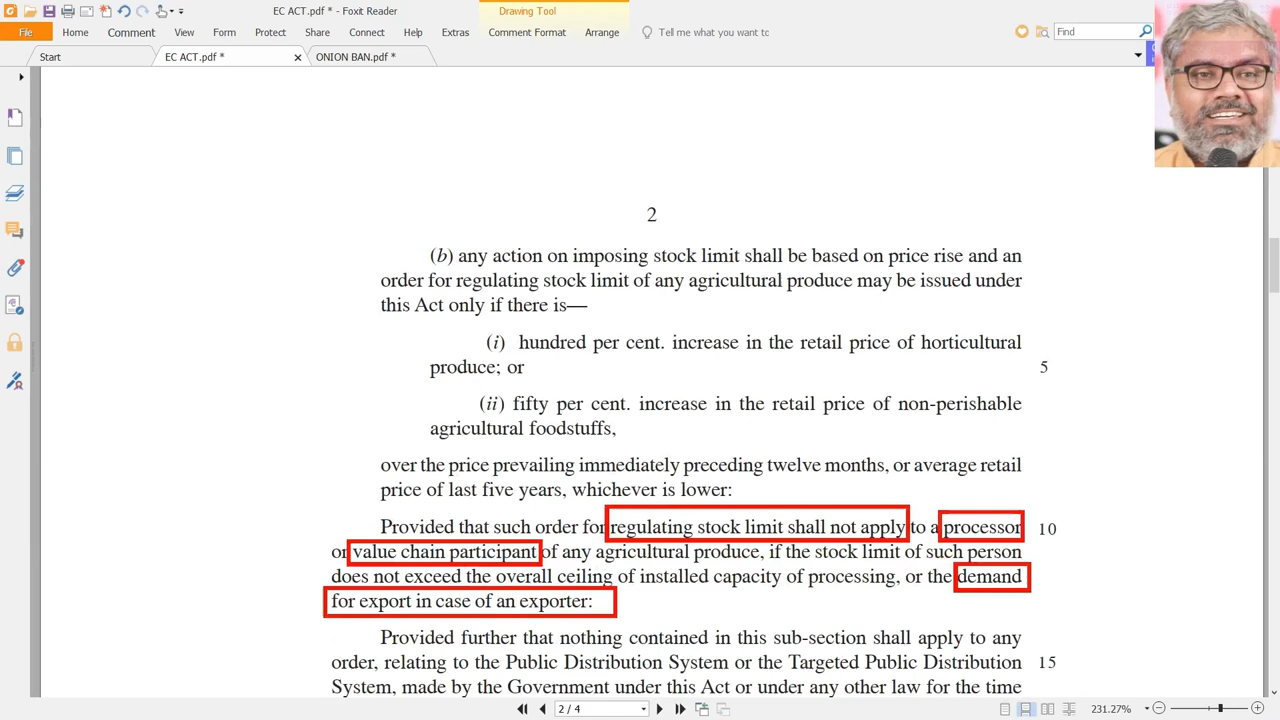 EC ACT.pdf * - Foxit Reader
Drawing Tool
File Home Comment View Form Protect Share Connect Help Extras Comment Format Arrange Tell me what you want to Find
Start EC ACT.pdf * ONION BAN.pdf *
2
(b) any action on imposing stock limit shall be based on price rise and an
order for regulating stock limit of any agricultural produce may be issued under
this Act only if there is—
(i) hundred per cent. increase in the retail price of horticultural
produce; or 5
(ii) fifty per cent. increase in the retail price of non-perishable
agricultural foodstuffs,
over the price prevailing immediately preceding twelve months, or average retail
price of last five years, whichever is lower:
Provided that such order for regulating stock limit shall not apply to a processor 10
or value chain participant of any agricultural produce, if the stock limit of such person
does not exceed the overall ceiling of installed capacity of processing, or the demand
for export in case of an exporter:
Provided further that nothing contained in this sub-section shall apply to any
order, relating to the Public Distribution System or the Targeted Public Distribution 15
System, made by the Government under this Act or under any other law for the time
2 / 4 231.27%